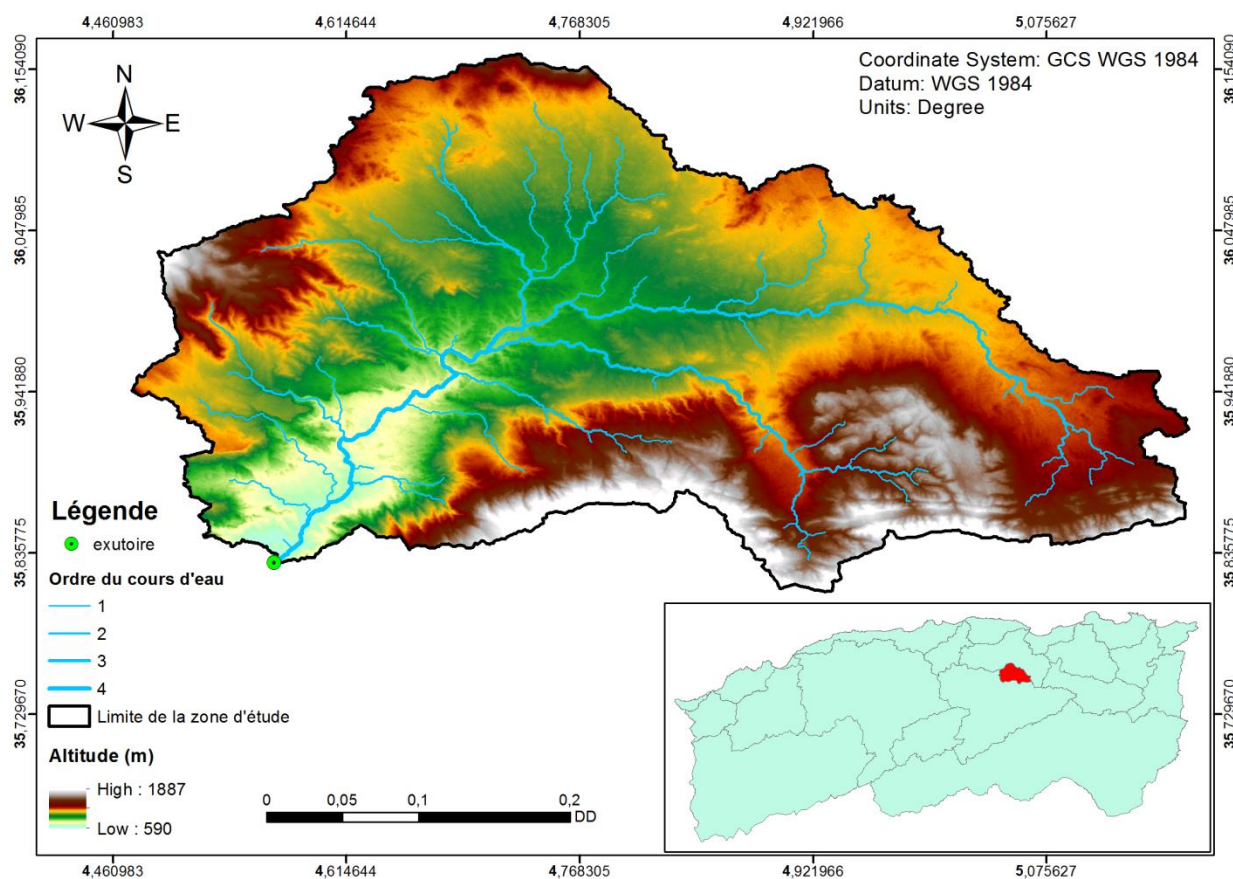 4,460983 4,614644 4,768305 4,921966 5,075627
36,154090 36,154090
Coordinate System: GCS WGS 1984
Datum: WGS 1984
Units: Degree
N
W E
S
36,047985 36,047985
35,941880 35,941880
35,835775 35,835775
35,729670 35,729670
Légende
exutoire
Ordre du cours d'eau
1
2
3
4
Limite de la zone d'étude
Altitude (m)
High : 1887
Low : 590
0 0,05 0,1 0,2
DD
4,460983 4,614644 4,768305 4,921966 5,075627